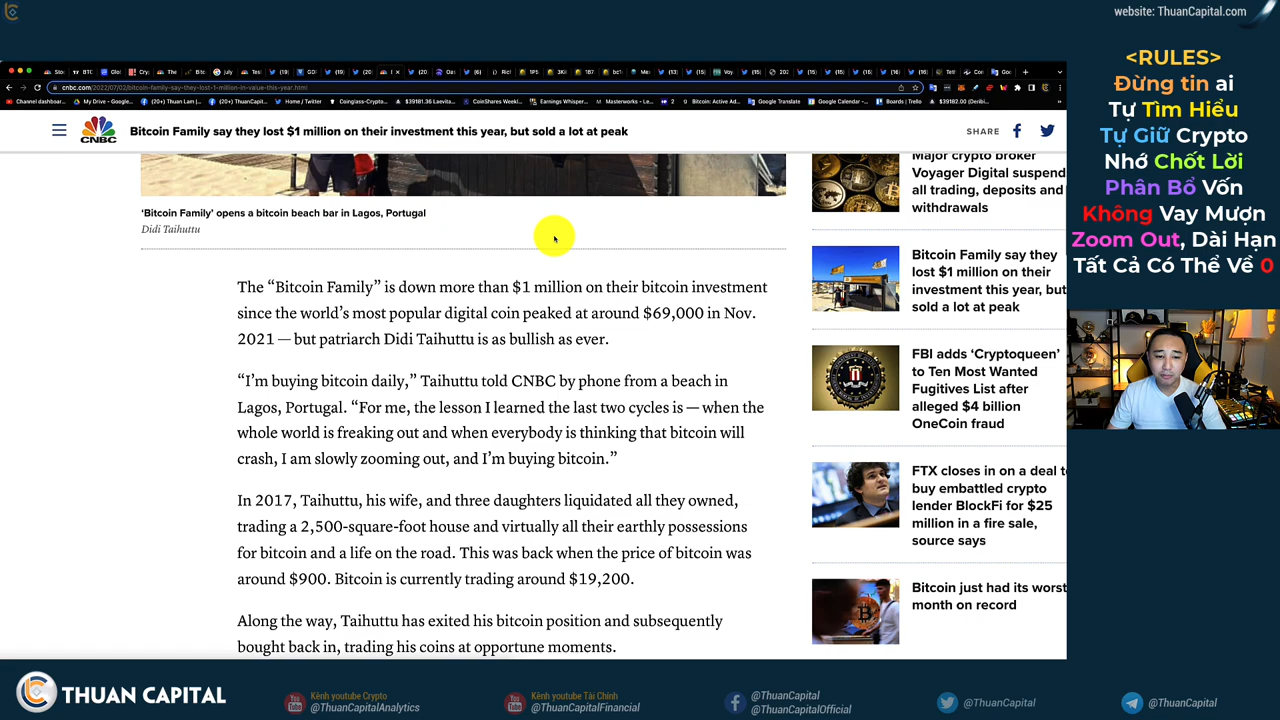 website: ThuanCapital.com
<RULES>
Đừng tin ai
Tự Tìm Hiểu
Tự Giữ Crypto
Nhớ Chốt Lời
Phân Bổ Vốn
Không Vay Mượn
Zoom Out, Dài Hạn
Tất Cả Có Thể Về 0
cnbc.com/2022/07/02/bitcoin-family-say-they-lost-1-million-in-value-this-year.html
CNBC
Bitcoin Family say they lost $1 million on their investment this year, but sold a lot at peak
SHARE
'Bitcoin Family' opens a bitcoin beach bar in Lagos, Portugal
Didi Taihuttu
The “Bitcoin Family” is down more than $1 million on their bitcoin investment
since the world’s most popular digital coin peaked at around $69,000 in Nov.
2021 — but patriarch Didi Taihuttu is as bullish as ever.
“I’m buying bitcoin daily,” Taihuttu told CNBC by phone from a beach in
Lagos, Portugal. “For me, the lesson I learned the last two cycles is — when the
whole world is freaking out and when everybody is thinking that bitcoin will
crash, I am slowly zooming out, and I’m buying bitcoin.”
In 2017, Taihuttu, his wife, and three daughters liquidated all they owned,
trading a 2,500-square-foot house and virtually all their earthly possessions
for bitcoin and a life on the road. This was back when the price of bitcoin was
around $900. Bitcoin is currently trading around $19,200.
Along the way, Taihuttu has exited his bitcoin position and subsequently
bought back in, trading his coins at opportune moments.
Major crypto broker
Voyager Digital suspend
all trading, deposits and
withdrawals
Bitcoin Family say they
lost $1 million on their
investment this year, but
sold a lot at peak
FBI adds ‘Cryptoqueen’
to Ten Most Wanted
Fugitives List after
alleged $4 billion
OneCoin fraud
FTX closes in on a deal t
buy embattled crypto
lender BlockFi for $25
million in a fire sale,
source says
Bitcoin just had its worst
month on record
THUAN CAPITAL
Kênh youtube Crypto
@ThuanCapitalAnalytics
Kênh youtube Tài Chính
@ThuanCapitalFinancial
@ThuanCapital
@ThuanCapitalOfficial
@ThuanCapital
@ThuanCapital